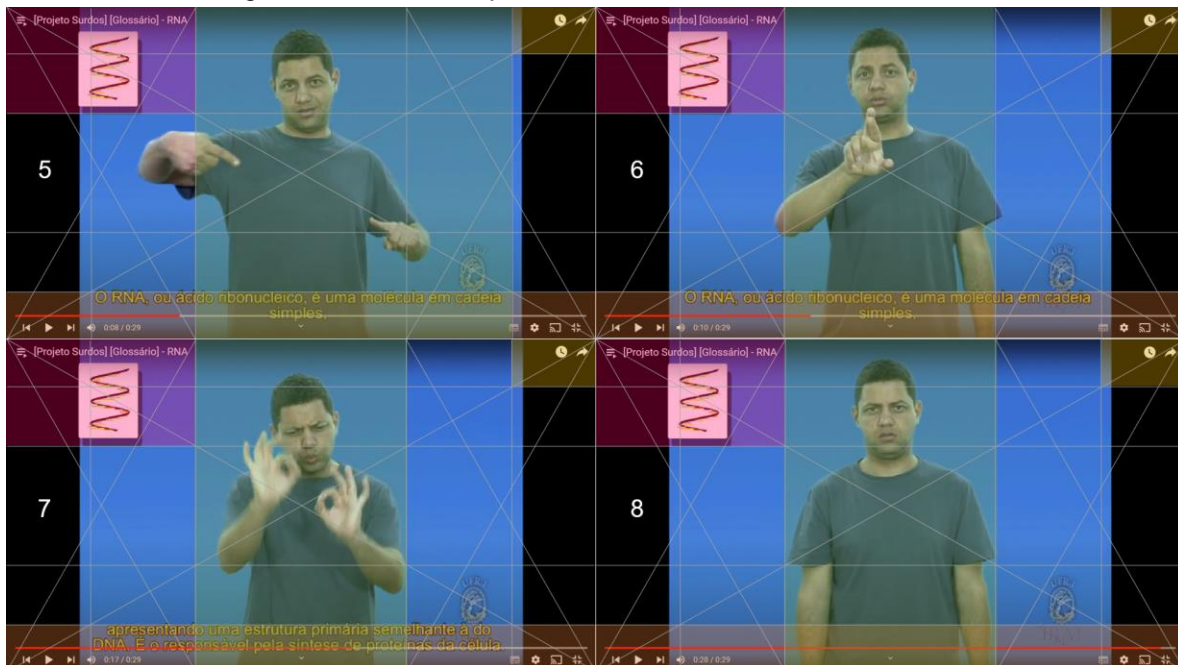 [Projeto Surdos] [Glossário] - RNA
5
O RNA, ou ácido ribonucleico, é uma molécula em cadeia
simples,
0:08 / 0:29
[Projeto Surdos] [Glossário] - RNA
6
O RNA, ou ácido ribonucleico, é uma molécula em cadeia
simples,
0:10 / 0:29
[Projeto Surdos] [Glossário] - RNA
7
apresentando uma estrutura primária semelhante à do
DNA. É o responsável pela síntese de proteínas da célula.
0:17 / 0:29
[Projeto Surdos] [Glossário] - RNA
8
0:28 / 0:29